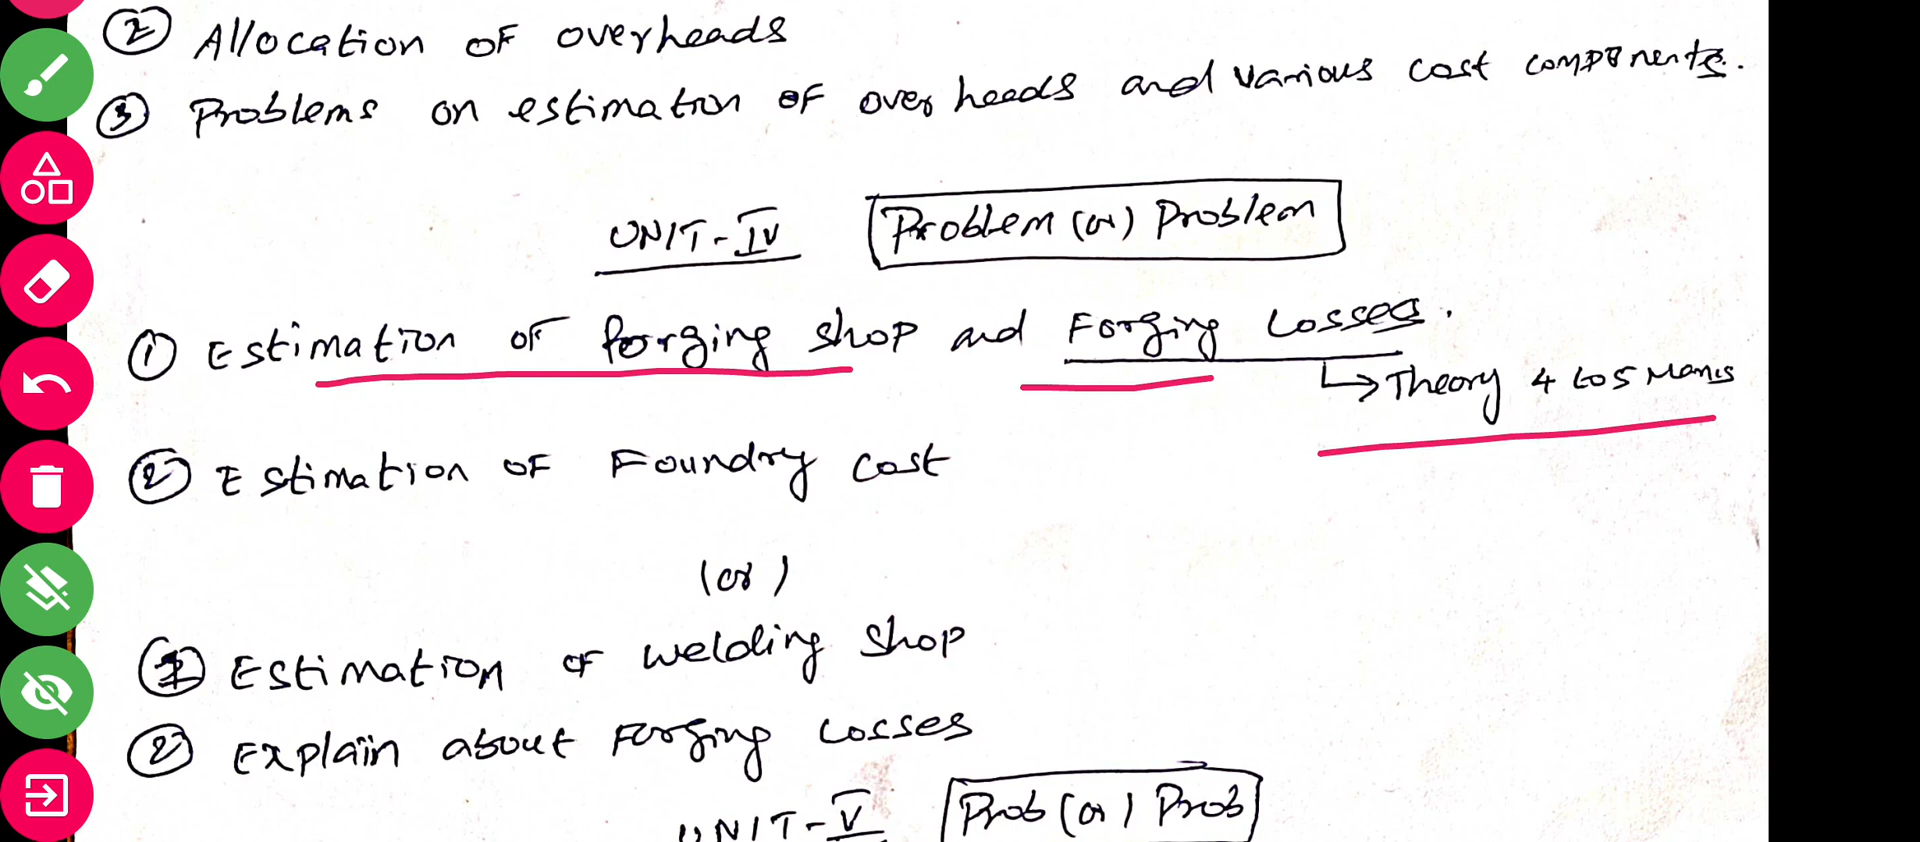 ② Allocation OF overheads
③ Problems on estimation OF over heads and various cost components.
UNIT-IV Problem (or) Problem
① Estimation OF forging shop and Forging Losses.
↳ Theory 4 to 5 Marks
② Estimation OF Foundry cost
(or)
① Estimation OF welding shop
② Explain about Forging Losses
UNIT-V Prob (or) Prob